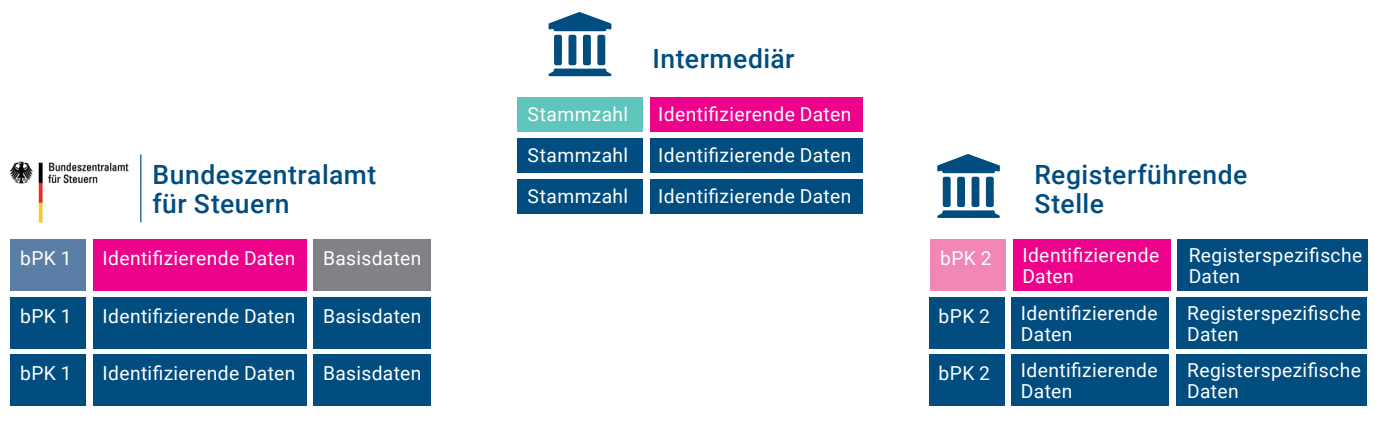 Intermediär
Stammzahl Identifizierende Daten
Stammzahl Identifizierende Daten
Stammzahl Identifizierende Daten
Bundeszentralamt
für Steuern
Bundeszentralamt
für Steuern
bPK 1 Identifizierende Daten Basisdaten
bPK 1 Identifizierende Daten Basisdaten
bPK 1 Identifizierende Daten Basisdaten
Registerführende
Stelle
bPK 2 Identifizierende Registerspezifische
Daten Daten
bPK 2 Identifizierende Registerspezifische
Daten Daten
bPK 2 Identifizierende Registerspezifische
Daten Daten